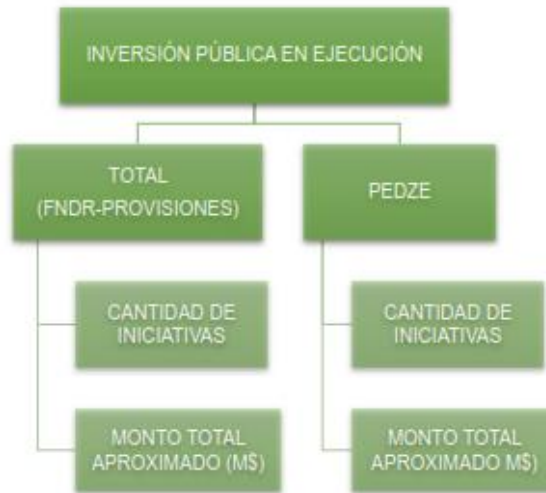 INVERSIÓN PÚBLICA EN EJECUCIÓN
TOTAL
(FNDR-PROVISIONES)
PEDZE
CANTIDAD DE
INICIATIVAS
CANTIDAD DE
INICIATIVAS
MONTO TOTAL
APROXIMADO (M$)
MONTO TOTAL
APROXIMADO M$)